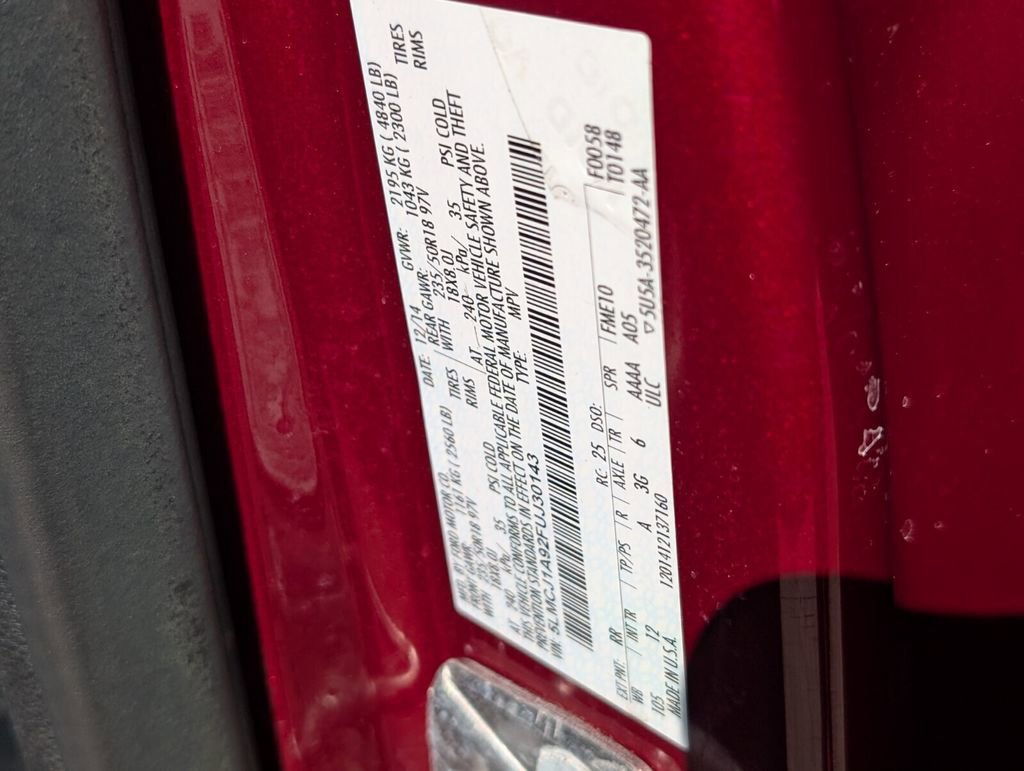 MFD. BY FORD MOTOR CO. DATE: 12/14 GVWR: 2195 KG ( 4840 LB)
FRONT GAWR: 1161 KG ( 2560 LB) REAR GAWR: 1043 KG ( 2300 LB)
WITH 235/50R18 97V TIRES WITH 235/50R18 97V TIRES
18X8.0J RIMS 18X8.0J RIMS
AT 240 kPa/ 35 PSI COLD AT 240 kPa/ 35 PSI COLD
THIS VEHICLE CONFORMS TO ALL APPLICABLE FEDERAL MOTOR VEHICLE SAFETY AND THEFT
PREVENTION STANDARDS IN EFFECT ON THE DATE OF MANUFACTURE SHOWN ABOVE.
VIN: 5LMCJ1A92FUJ30143 TYPE: MPV
F0058
T0148
EXT PNT: RR RC: 25 DSO:
WB INT TR TP/PS R AXLE TR SPR FME10
105 12 A 3G 6 AAAA A05
MADE IN U.S.A. 1201412137160 ULC ▽5U5A-3520472-AA